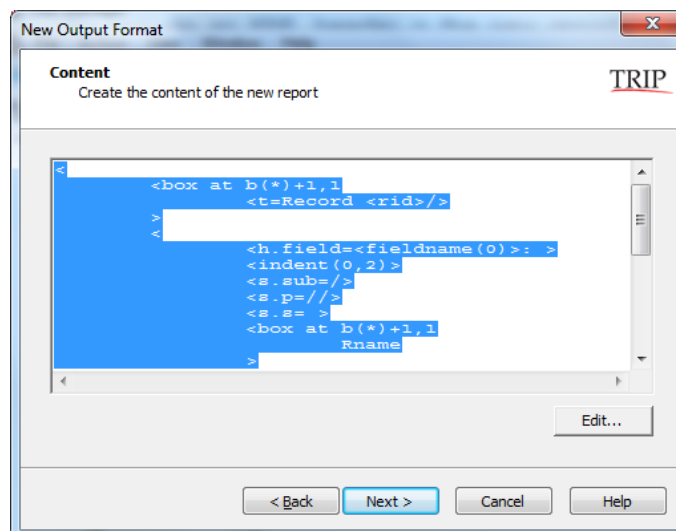 New Output Format
Content
Create the content of the new report
TRIP
<
<box at b(*)+1,1
<t=Record <rid>/>
>
<
<h.field=<fieldname(0)>: >
<indent(0,2)>
<s.sub=/>
<s.p=//>
<s.s= >
<box at b(*)+1,1
Rname
>
Edit...
< Back
Next >
Cancel
Help